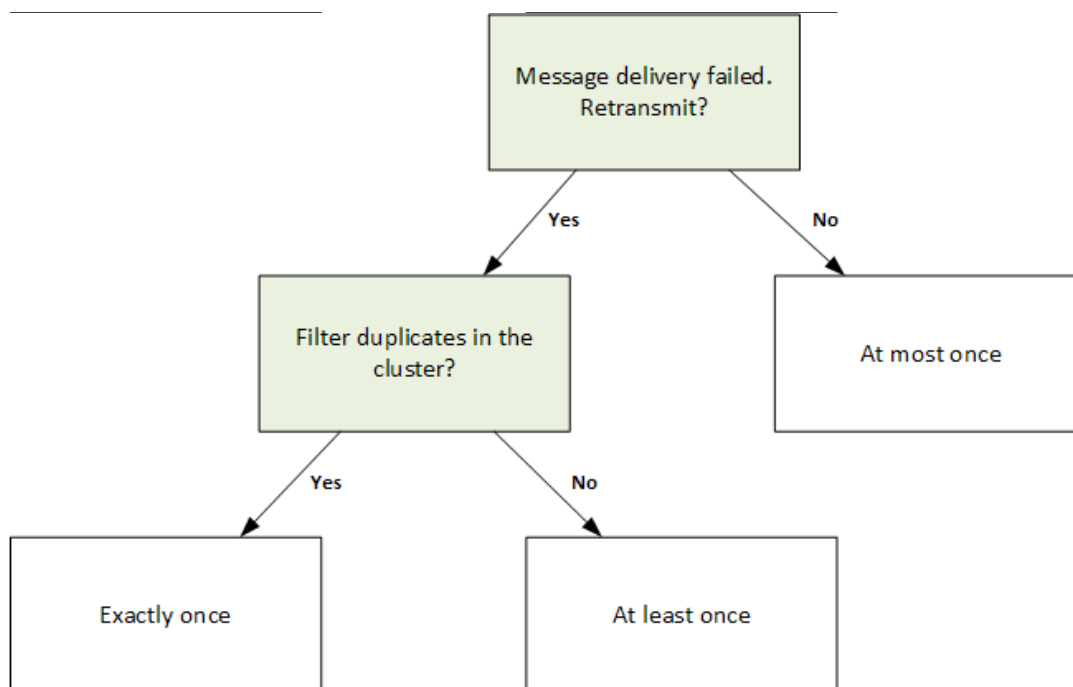 Message delivery failed.
Retransmit?
Yes
No
Filter duplicates in the
cluster?
At most once
Yes
No
Exactly once
At least once